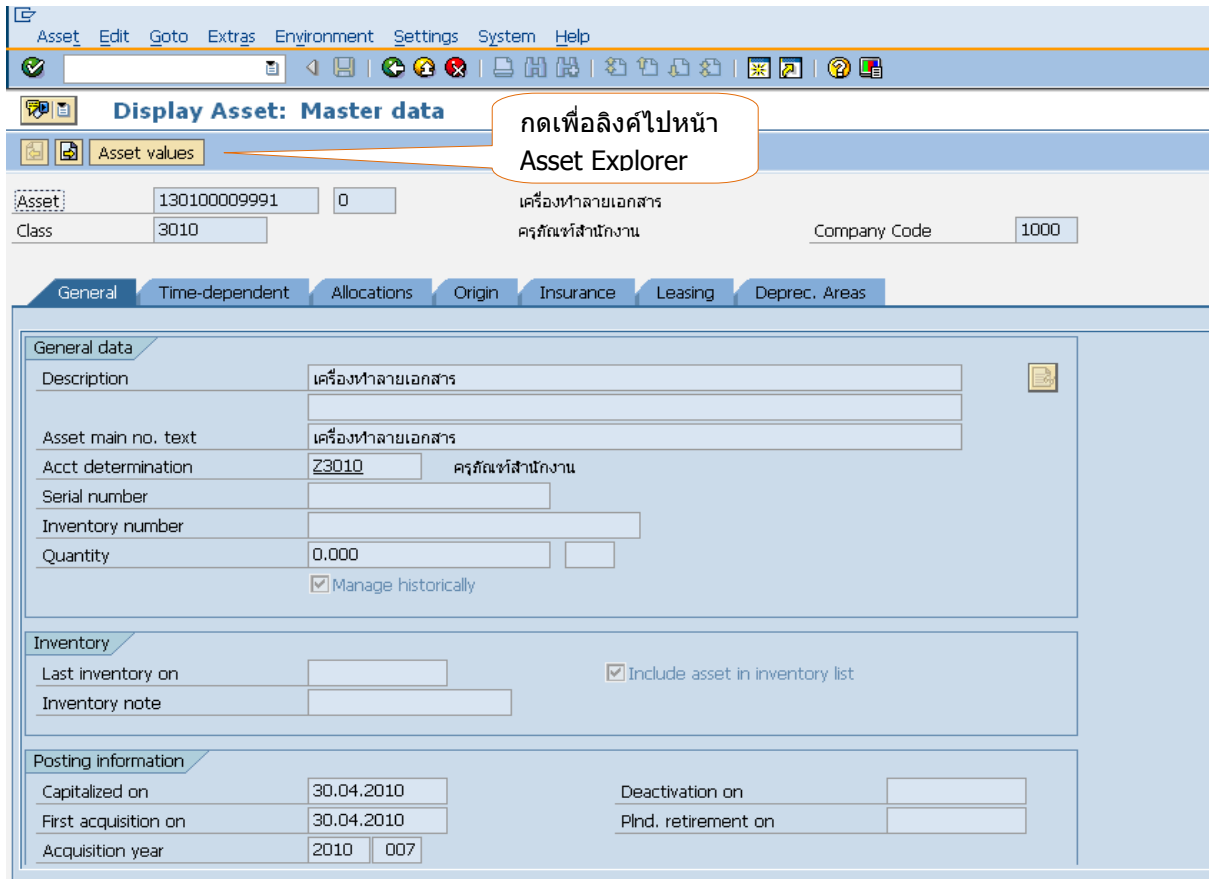 Asset Edit Goto Extras Environment Settings System Help
Display Asset: Master data
กดเพื่อลิงค์ไปหน้า
Asset Explorer
Asset values
Asset 130100009991 0 เครื่องทำลายเอกสาร
Class 3010 ครุภัณฑ์สำนักงาน Company Code 1000
General Time-dependent Allocations Origin Insurance Leasing Deprec. Areas
General data
Description เครื่องทำลายเอกสาร
Asset main no. text เครื่องทำลายเอกสาร
Acct determination Z3010 ครุภัณฑ์สำนักงาน
Serial number
Inventory number
Quantity 0.000
Manage historically
Inventory
Last inventory on Include asset in inventory list
Inventory note
Posting information
Capitalized on 30.04.2010 Deactivation on
First acquisition on 30.04.2010 Plnd. retirement on
Acquisition year 2010 007